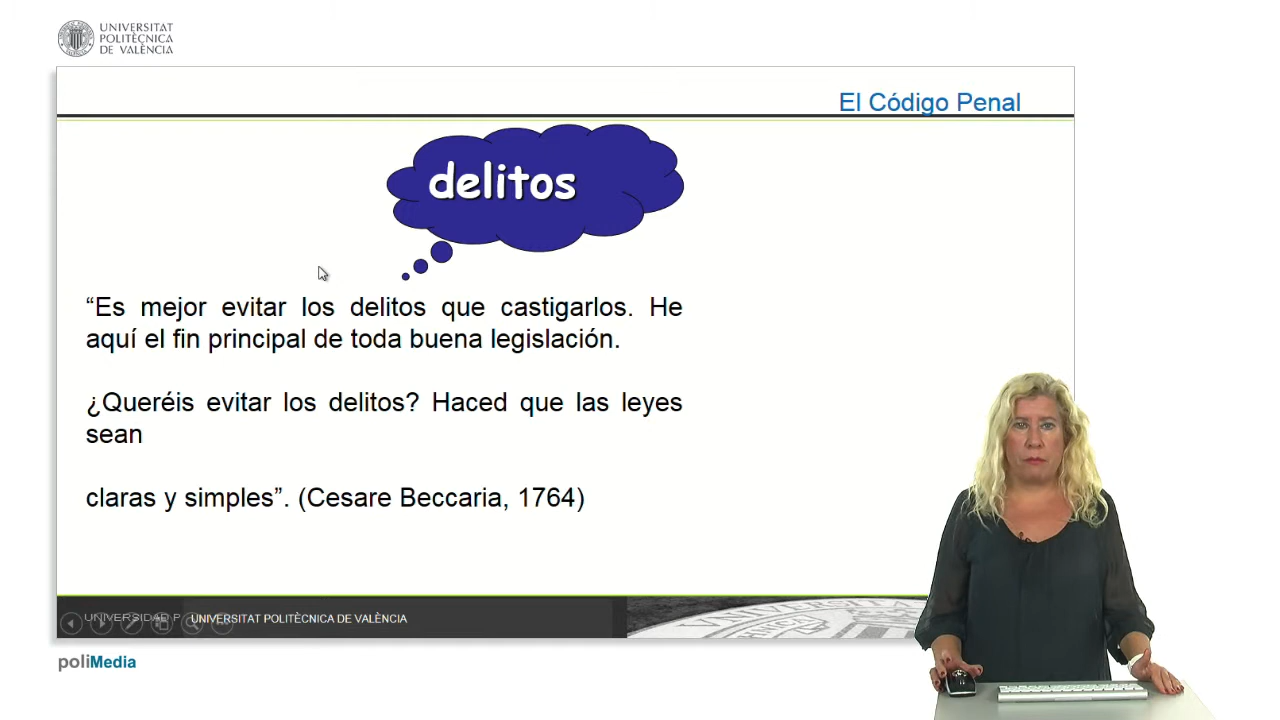 UNIVERSITAT
POLITÈCNICA
DE VALÈNCIA
El Código Penal
delitos
“Es mejor evitar los delitos que castigarlos. He
aquí el fin principal de toda buena legislación.
¿Queréis evitar los delitos? Haced que las leyes
sean
claras y simples”. (Cesare Beccaria, 1764)
UNIVERSIDAD P
UNIVERSITAT POLITÈCNICA DE VALÈNCIA
poliMedia